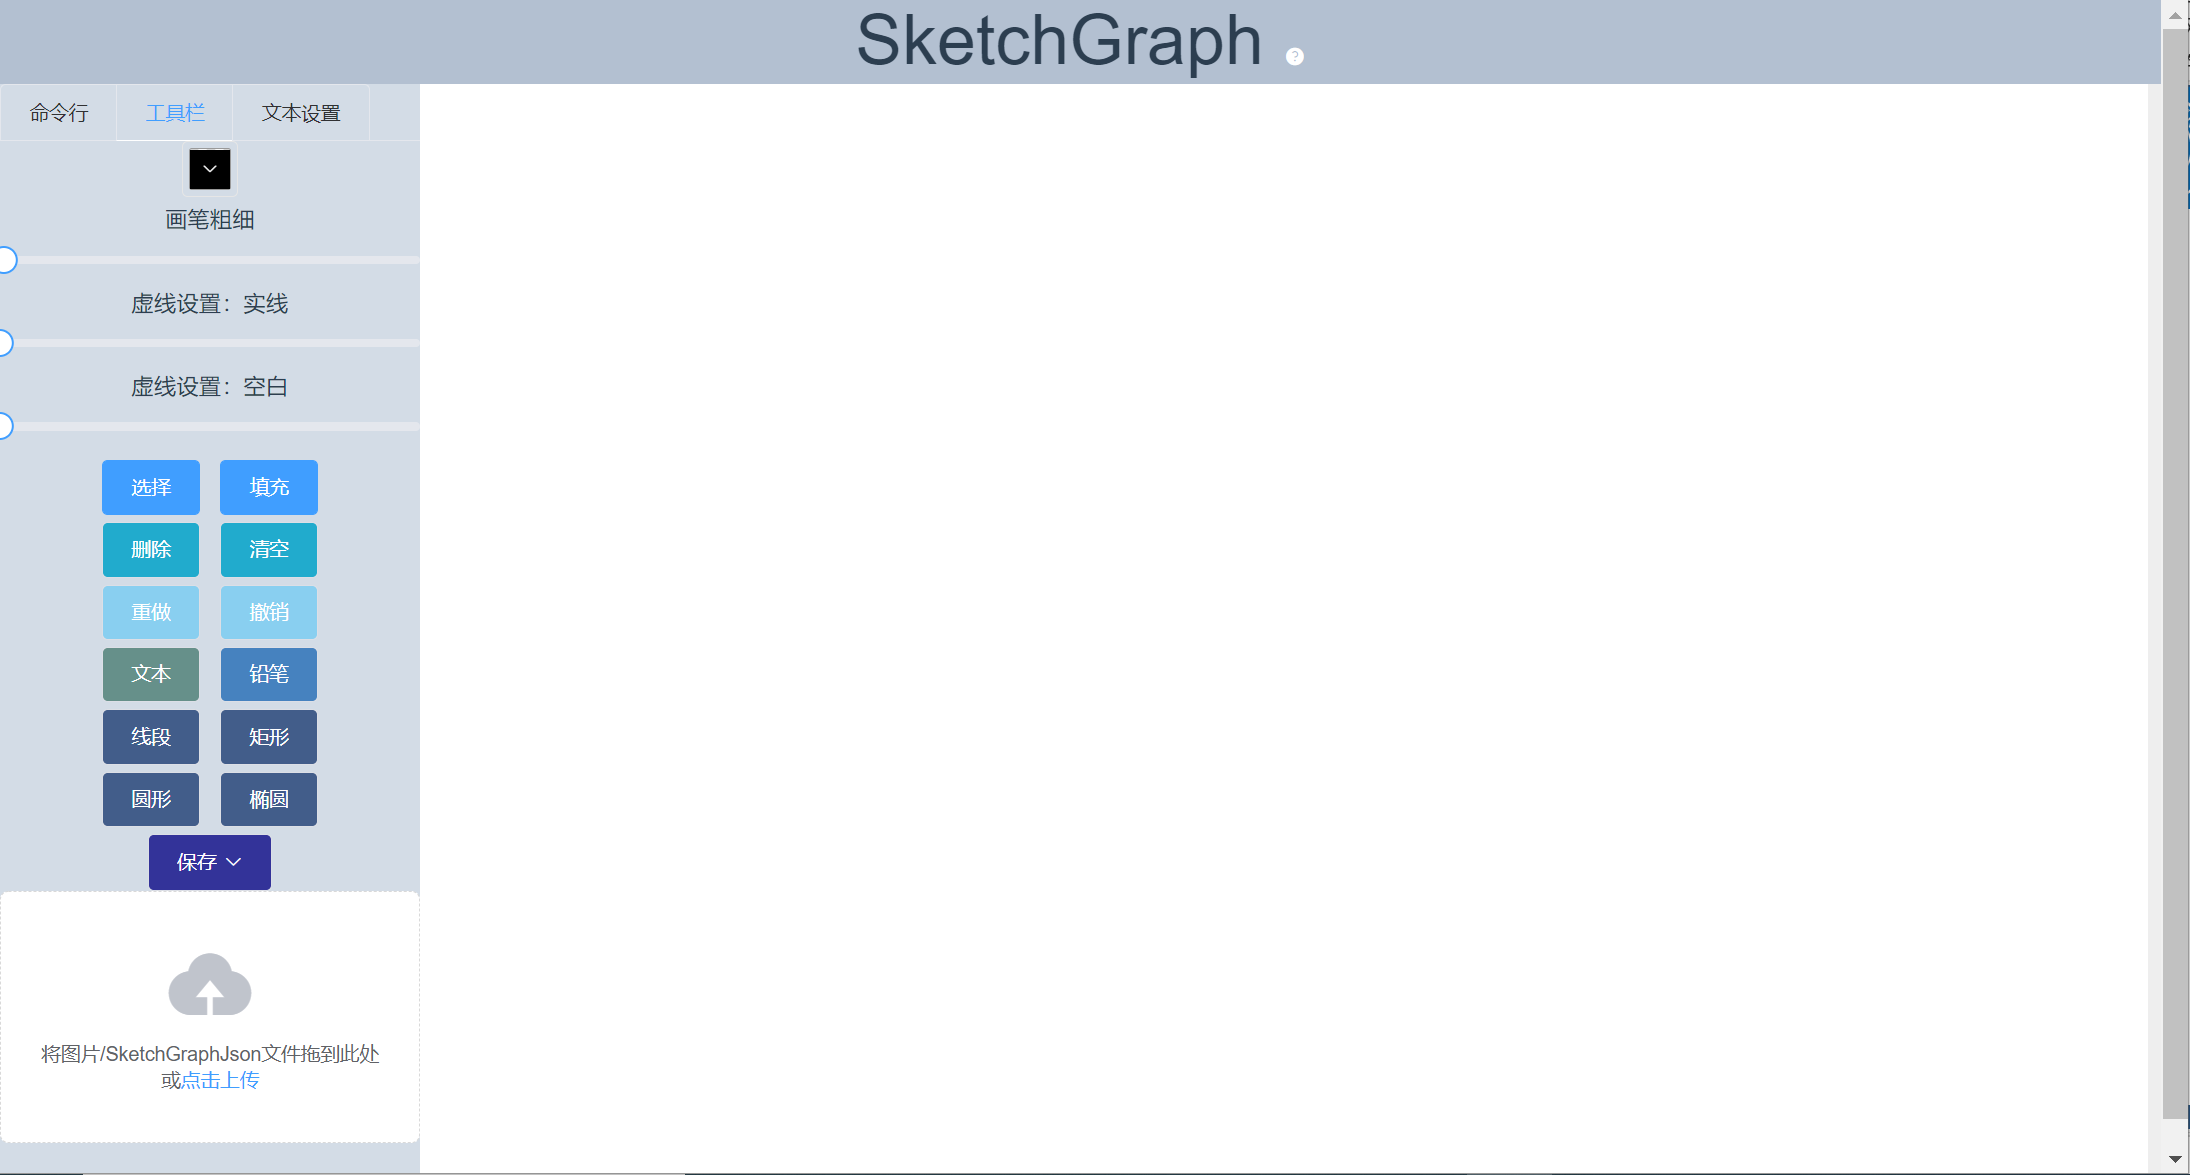 SketchGraph ?
命令行 工具栏 文本设置
画笔粗细
虚线设置：实线
虚线设置：空白
选择 填充
删除 清空
重做 撤销
文本 铅笔
线段 矩形
圆形 椭圆
保存
将图片/SketchGraphJson文件拖到此处
或点击上传